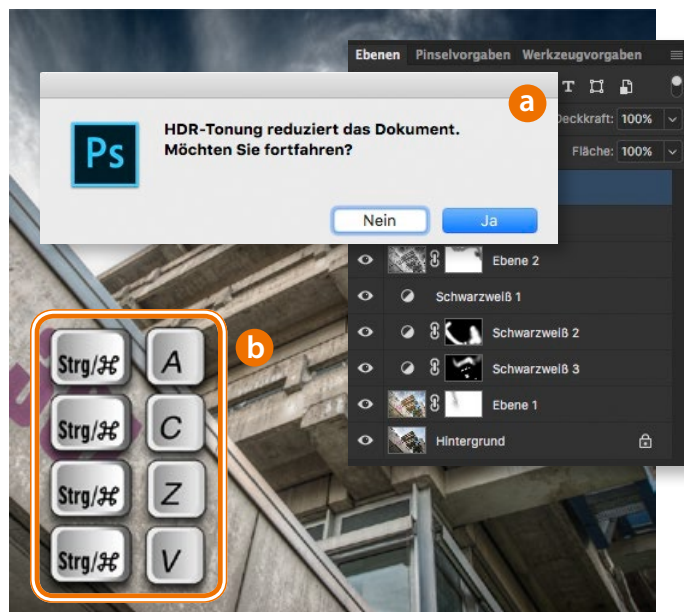 Ebenen Pinselvorgaben Werkzeugvorgaben
T
a
Deckkraft: 100%
Fläche: 100%
Ps
HDR-Tonung reduziert das Dokument.
Möchten Sie fortfahren?
Nein Ja
Ebene 2
Schwarzweiß 1
Schwarzweiß 2
Schwarzweiß 3
Ebene 1
Hintergrund
b
Strg/⌘ A
Strg/⌘ C
Strg/⌘ Z
Strg/⌘ V